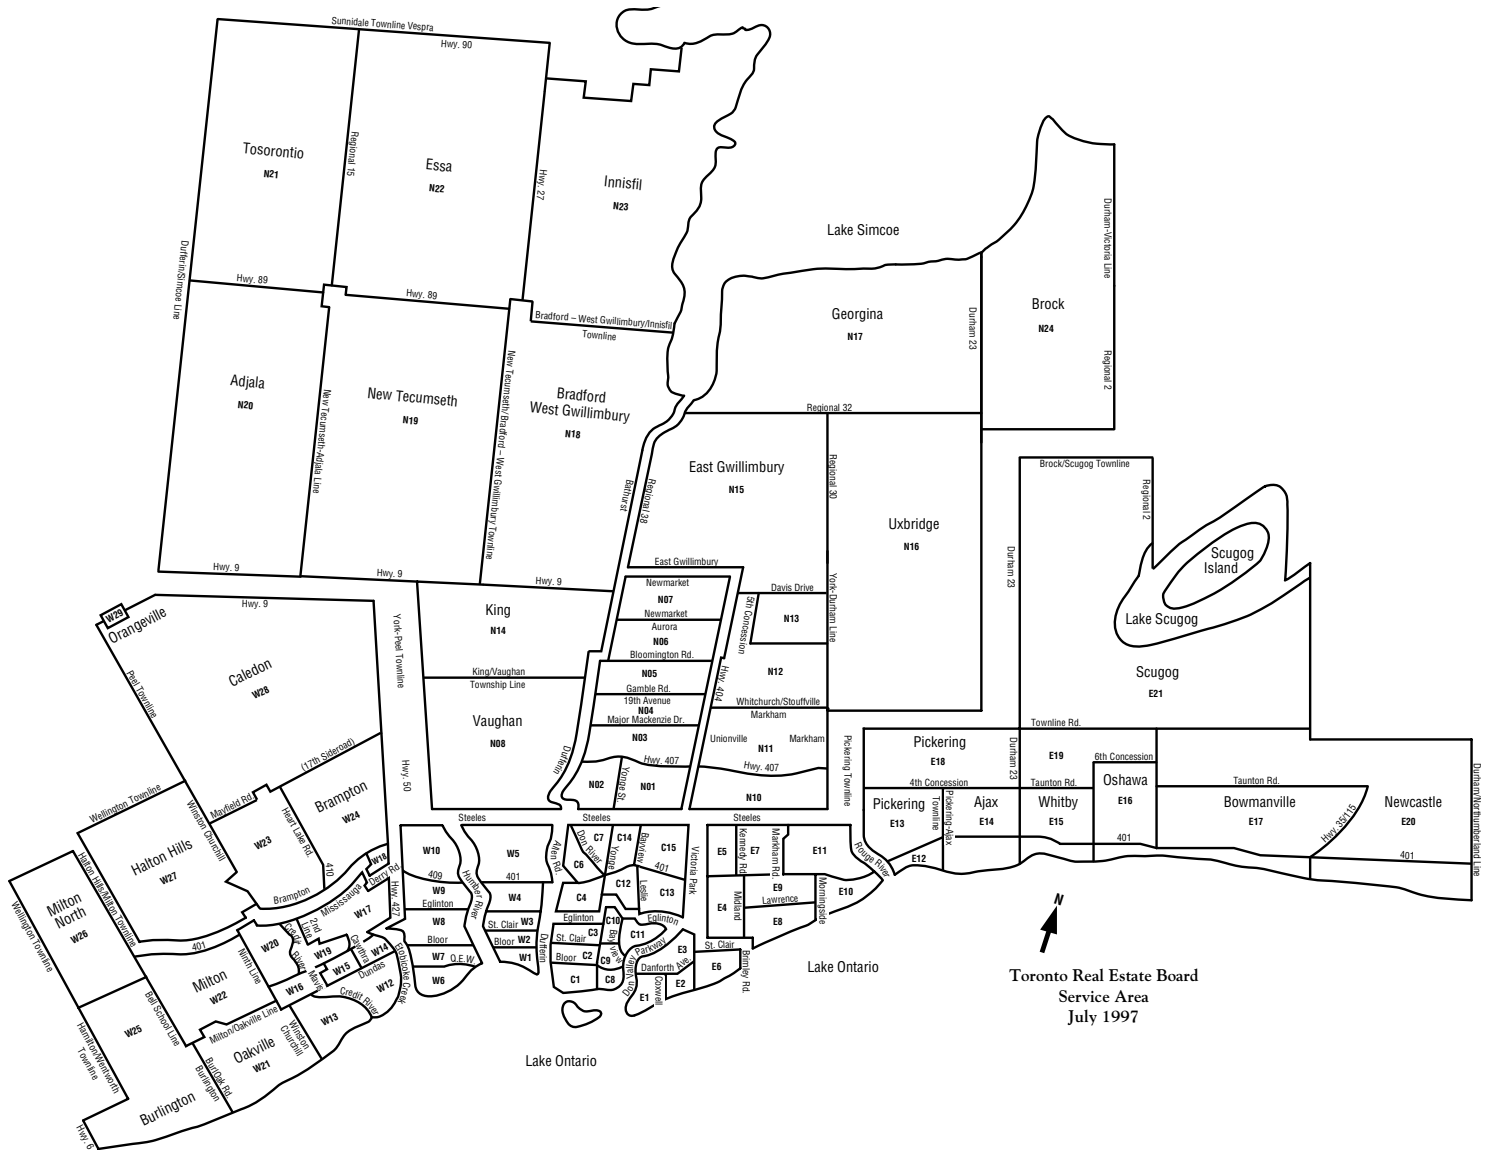 Sunnidale Townline Vespra
Hwy. 90
Tosorontio
N21
Regional 15
Essa
N22
Hwy. 27
Innisfil
N23
Lake Simcoe
Dufferin/Simcoe Line
Hwy. 89
Hwy. 89
Bradford – West Gwillimbury/Innisfil
Townline
Adjala
N20
New Tecumseth-Adjala Line
New Tecumseth
N19
New Tecumseth/Bradford – West Gwillimbury Townline
Bradford
West Gwillimbury
N18
Hwy. 9
Hwy. 9
Hwy. 9
Georgina
N17
Durham 23
Brock
N24
Durham-Victoria Line
Regional 2
Regional 32
Bathurst
Regional 38
East Gwillimbury
N15
Regional 30
Uxbridge
N16
York-Durham Line
Brock/Scugog Townline
Regional 2
Durham 23
Scugog
Island
Lake Scugog
Scugog
E21
East Gwillimbury
Newmarket
N07
Newmarket
Aurora
N06
Bloomington Rd.
N05
Gamble Rd.
19th Avenue
N04
Major Mackenzie Dr.
N03
Hwy. 407
N02
Yonge St.
N01
Davis Drive
5th Concession
N13
N12
Hwy. 404
Whitchurch/Stouffville
Markham
Unionville
Markham
N11
Hwy. 407
N10
King
N14
King/Vaughan
Township Line
Vaughan
N08
Dufferin
York-Peel Townline
Hwy. 50
W29
Orangeville
Hwy. 9
Peel Townline
Caledon
W28
(17th Sideroad)
Mayfield Rd.
Wellington Townline
Winston Churchill
W23
Heart Lake Rd.
Brampton
W24
410
Halton Hills
W27
Halton Hills/Milton Townline
Milton
North
W26
Wellington Townline
W25
Hamilton/Wentworth
Townline
Bell School Line
401
Milton
W22
Ninth Line
Milton/Oakville Line
Burlington
Hwy. 6
BurlOak Rd.
Burlington
Oakville
W21
Winston
Churchill
Brampton
Mississauga
W18
Derry Rd.
W17
2nd
Line
W20
Credit
River
W19
Cawthra
W14
W15
Mavis
W16
Dundas
W12
Credit River
W13
Etobicoke Creek
Hwy. 427
Steeles
W10
409
W9
Eglinton
W8
Bloor
W7
Q.E.W.
W6
Humber River
W5
401
W4
St. Clair
W3
Bloor
W2
W1
Allen Rd.
Dufferin
Steeles
Don River
C7
C6
Yonge
C14
Bayview
C15
401
C4
C12
Leslie
C13
Eglinton
C10
Eglinton
C3
St. Clair
Bayview
C11
Bloor
C2
C9
C1
C8
Don Valley
Parkway
Victoria Park
Steeles
E5
Kennedy Rd
E7
Markham Rd.
E11
Rouge River
E9
Lawrence
E4
Midland
E8
Morningside
E10
E3
St. Clair
Danforth Ave.
E6
Brimley Rd.
E1
Coxwell
E2
Pickering Townline
Pickering
E18
4th Concession
Pickering
E13
Pickering-Ajax
Townline
Ajax
E14
E12
Townline Rd.
Durham 23
E19
Taunton Rd.
Whitby
E15
6th Concession
Oshawa
E16
401
Taunton Rd.
Bowmanville
E17
Hwy. 35/115
Newcastle
E20
401
Durham/Northumberland Line
Lake Ontario
Lake Ontario
N
Toronto Real Estate Board
Service Area
July 1997